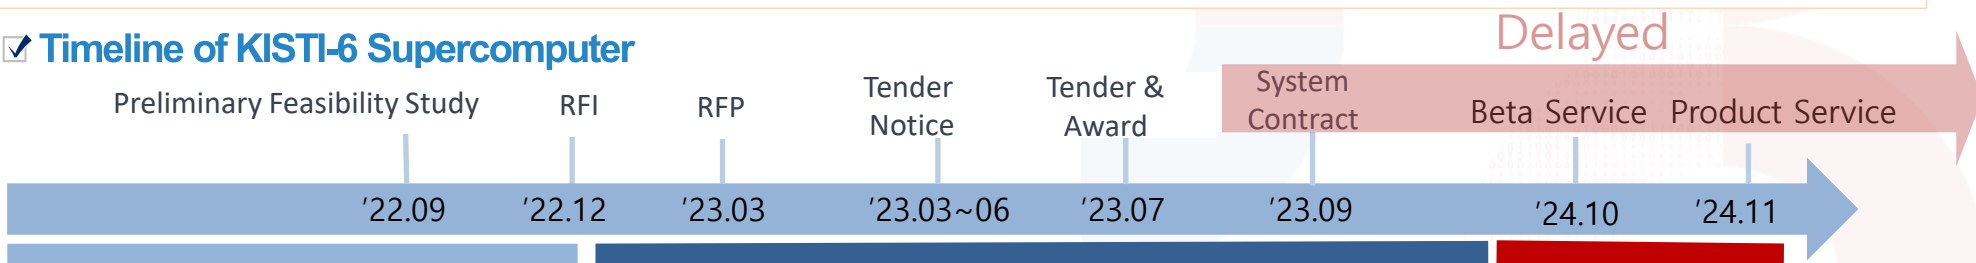 Delayed
Timeline of KISTI-6 Supercomputer
Preliminary Feasibility Study
RFI
RFP
Tender
Notice
Tender &
Award
System
Contract
Beta Service
Product Service
'22.09
'22.12
'23.03
'23.03~06
'23.07
'23.09
'24.10
'24.11